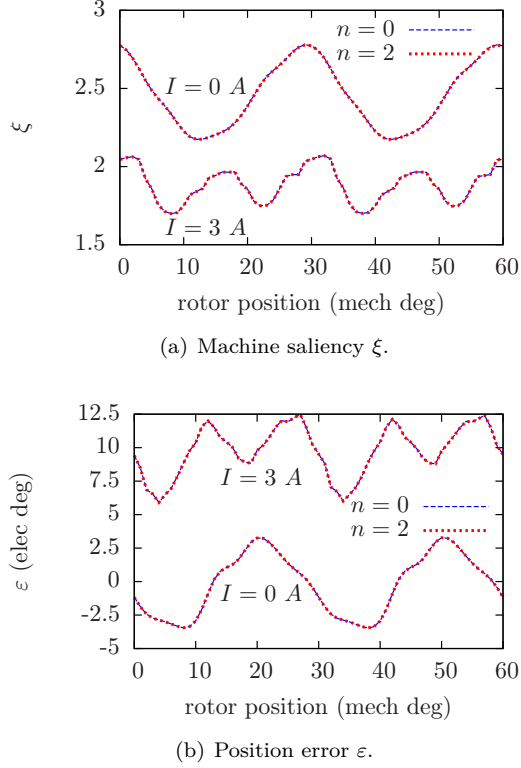 3
n = 0
n = 2
2.5
I = 0 A
ξ
2
I = 3 A
1.5
0 10 20 30 40 50 60
rotor position (mech deg)
(a) Machine saliency ξ.
12.5
10
I = 3 A
7.5
n = 0
5
n = 2
ε (elec deg)
2.5
0
I = 0 A
-2.5
-5
0 10 20 30 40 50 60
rotor position (mech deg)
(b) Position error ε.